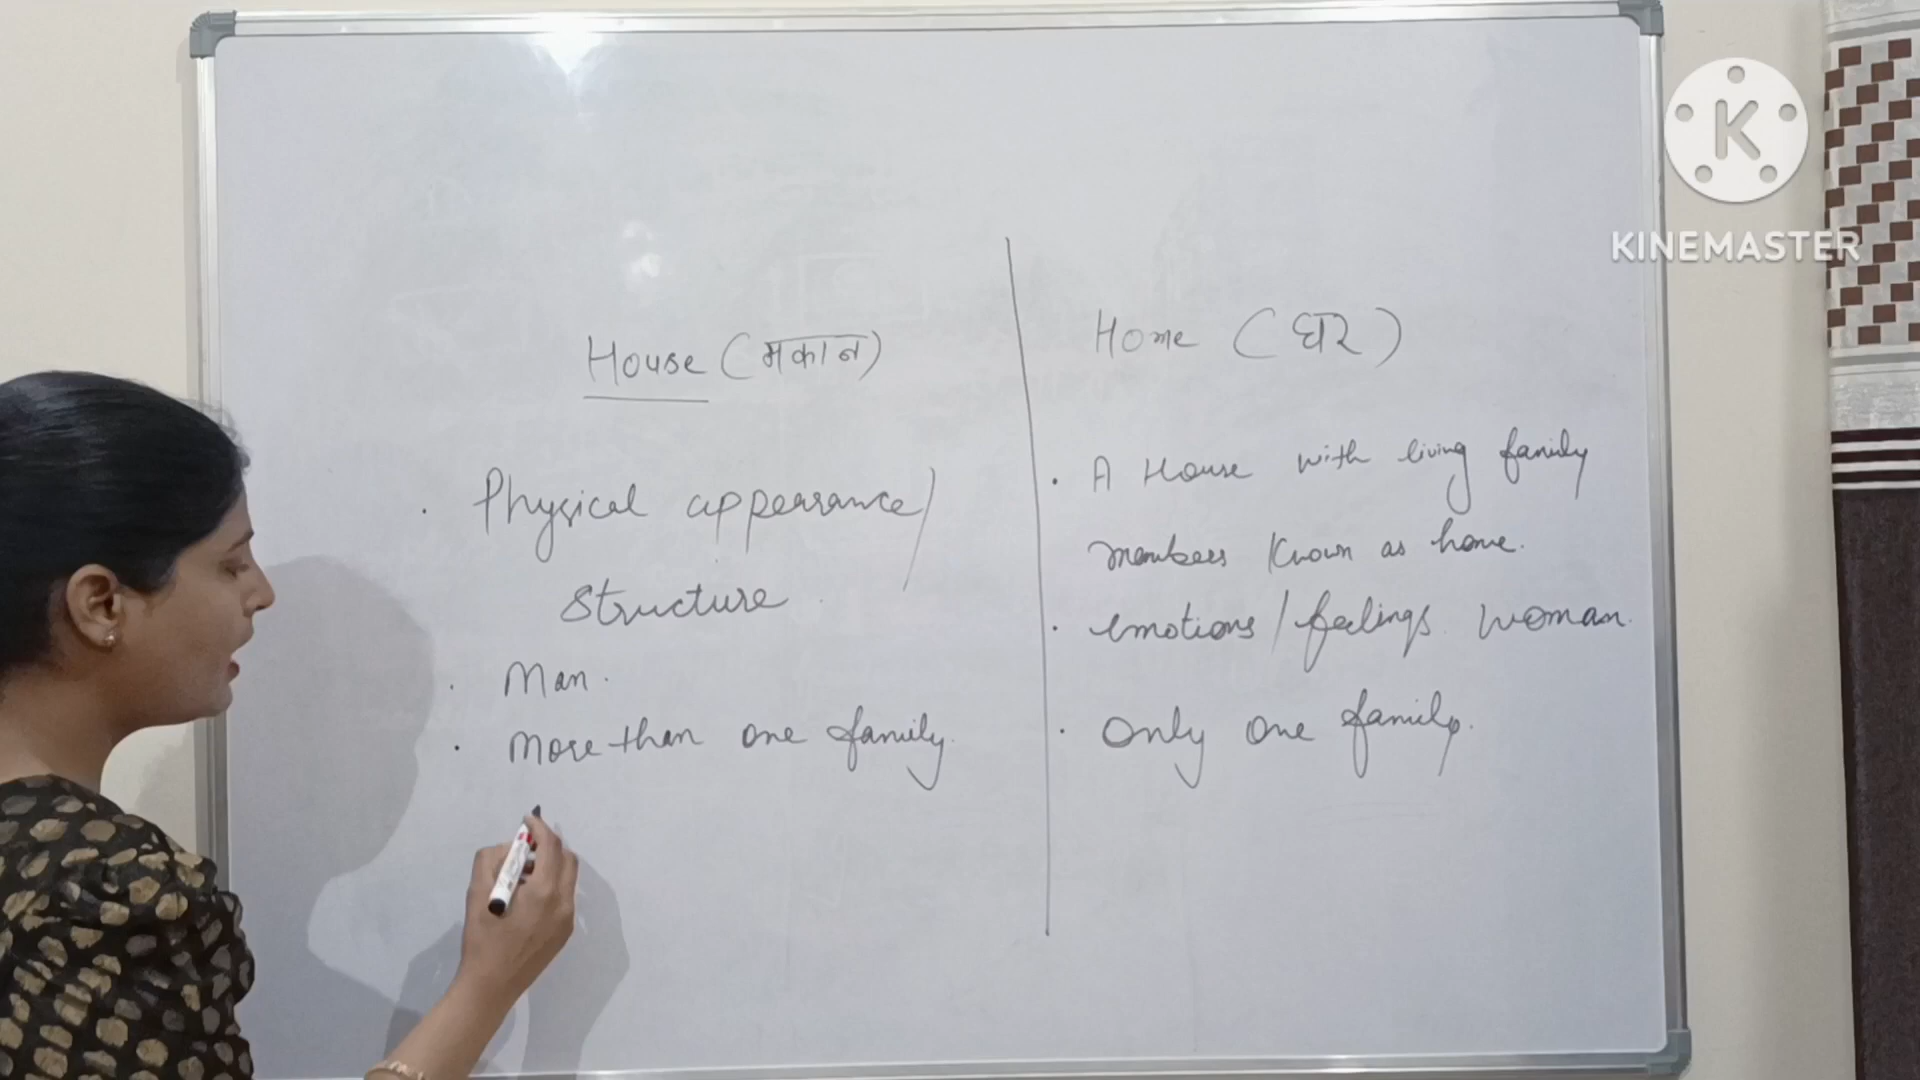 House (मकान)
. Physical appearance/
structure.
. Man.
. More than one family.
Home (घर)
. A House with living family
members known as home.
. emotions/feelings. woman.
. Only one family.
K
KINEMASTER